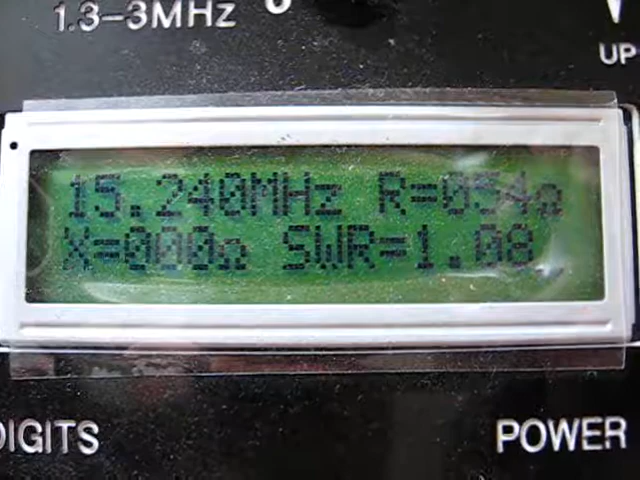 1.3-3MHz
UP
15.240MHz R=054Ω
X=000Ω SWR=1.08
DIGITS
POWER